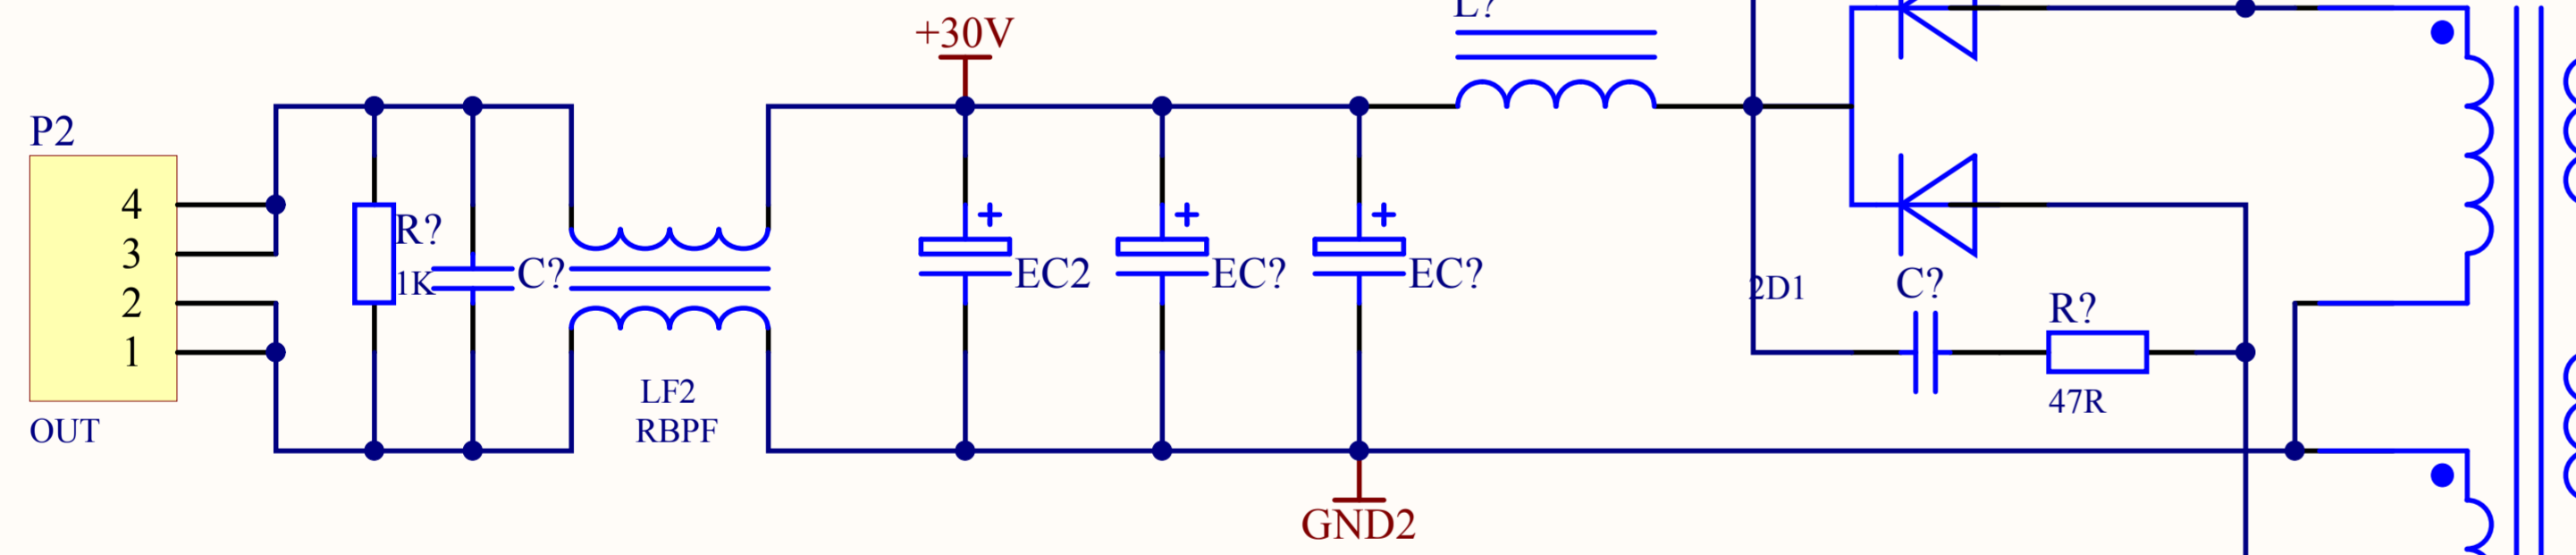 L?
+30V
P2
4
3
2
1
OUT
R?
1K
C?
LF2
RBPF
EC2
EC?
EC?
2D1
C?
R?
47R
GND2